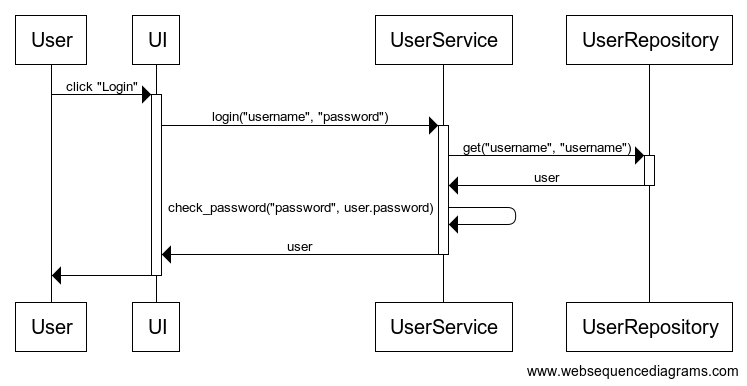 User UI UserService UserRepository
click "Login"
login("username", "password")
get("username", "username")
user
check_password("password", user.password)
user
User UI UserService UserRepository
www.websequencediagrams.com